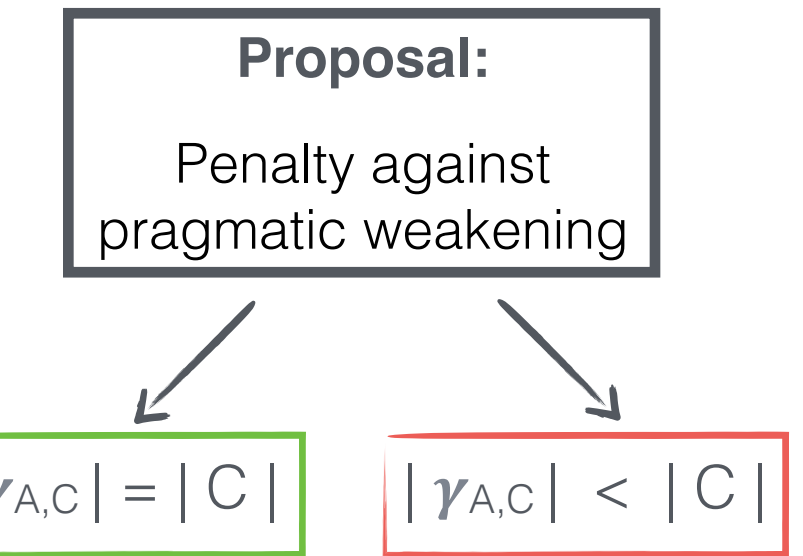 Proposal:
Penalty against
pragmatic weakening
γA,C| = | C |
| γA,C| < | C |